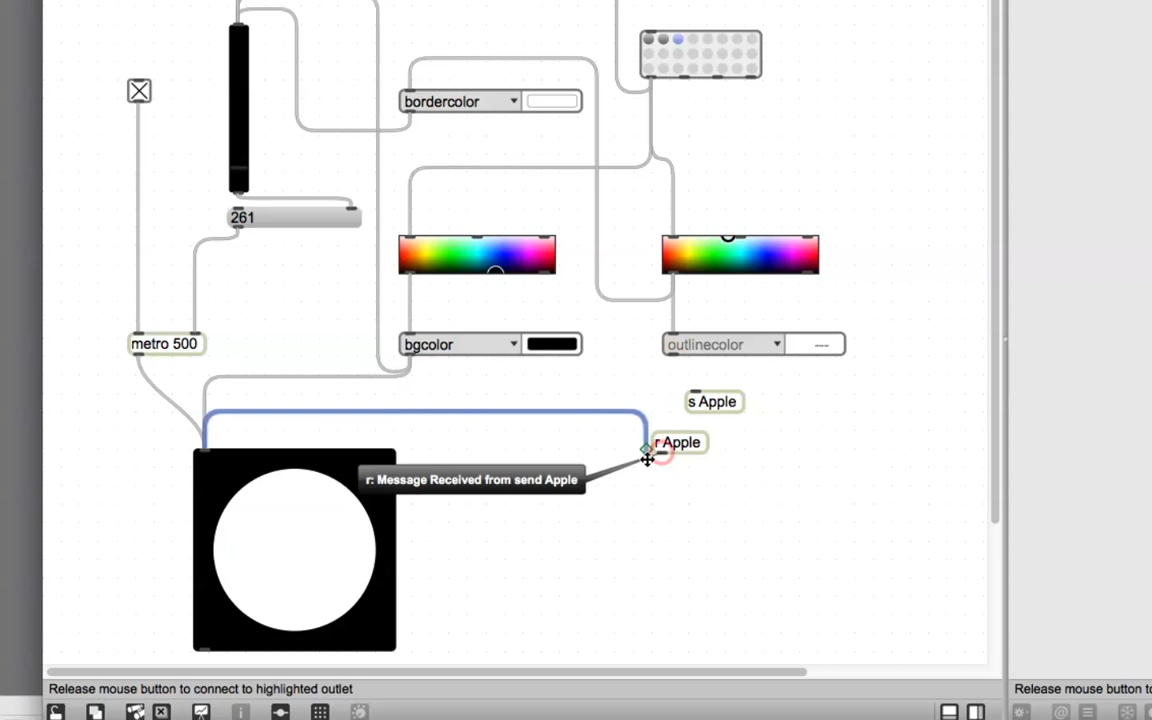 bordercolor
261
metro 500
bgcolor
outlinecolor
s Apple
r Apple
r: Message Received from send Apple
Release mouse button to connect to highlighted outlet
Release mouse button to